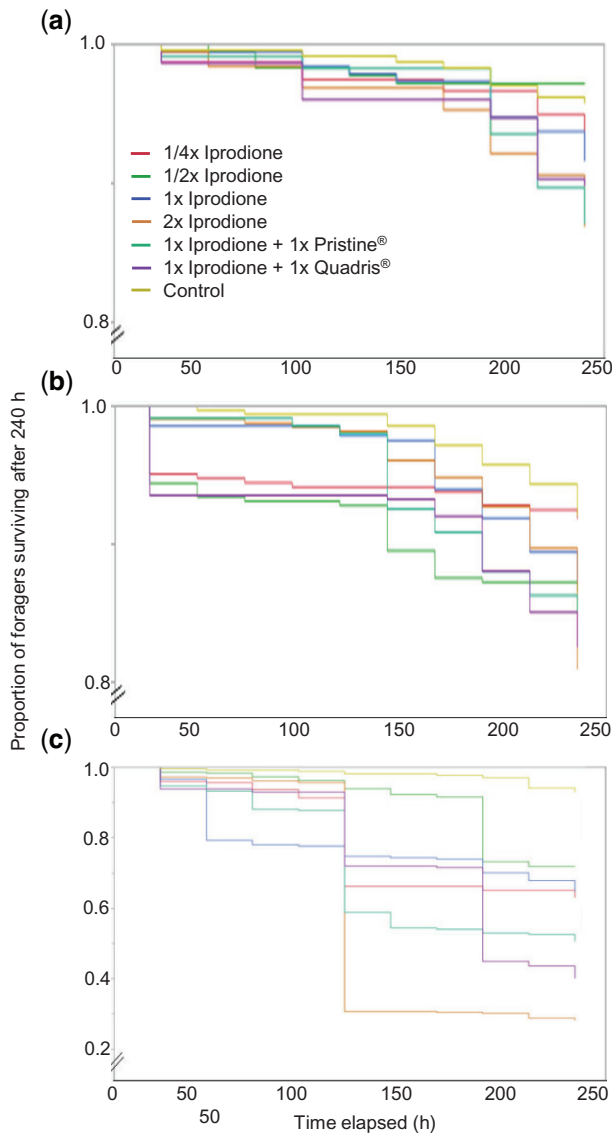 (a)
1.0
1/4x Iprodione
1/2x Iprodione
1x Iprodione
2x Iprodione
1x Iprodione + 1x Pristine®
1x Iprodione + 1x Quadris®
Control
0.8
0 50 100 150 200 250
(b)
1.0
0.8
0 50 100 150 200 250
(c)
1.0
0.8
0.6
0.4
0.2
0 50 100 150 200 250
50
Time elapsed (h)
Proportion of foragers surviving after 240 h